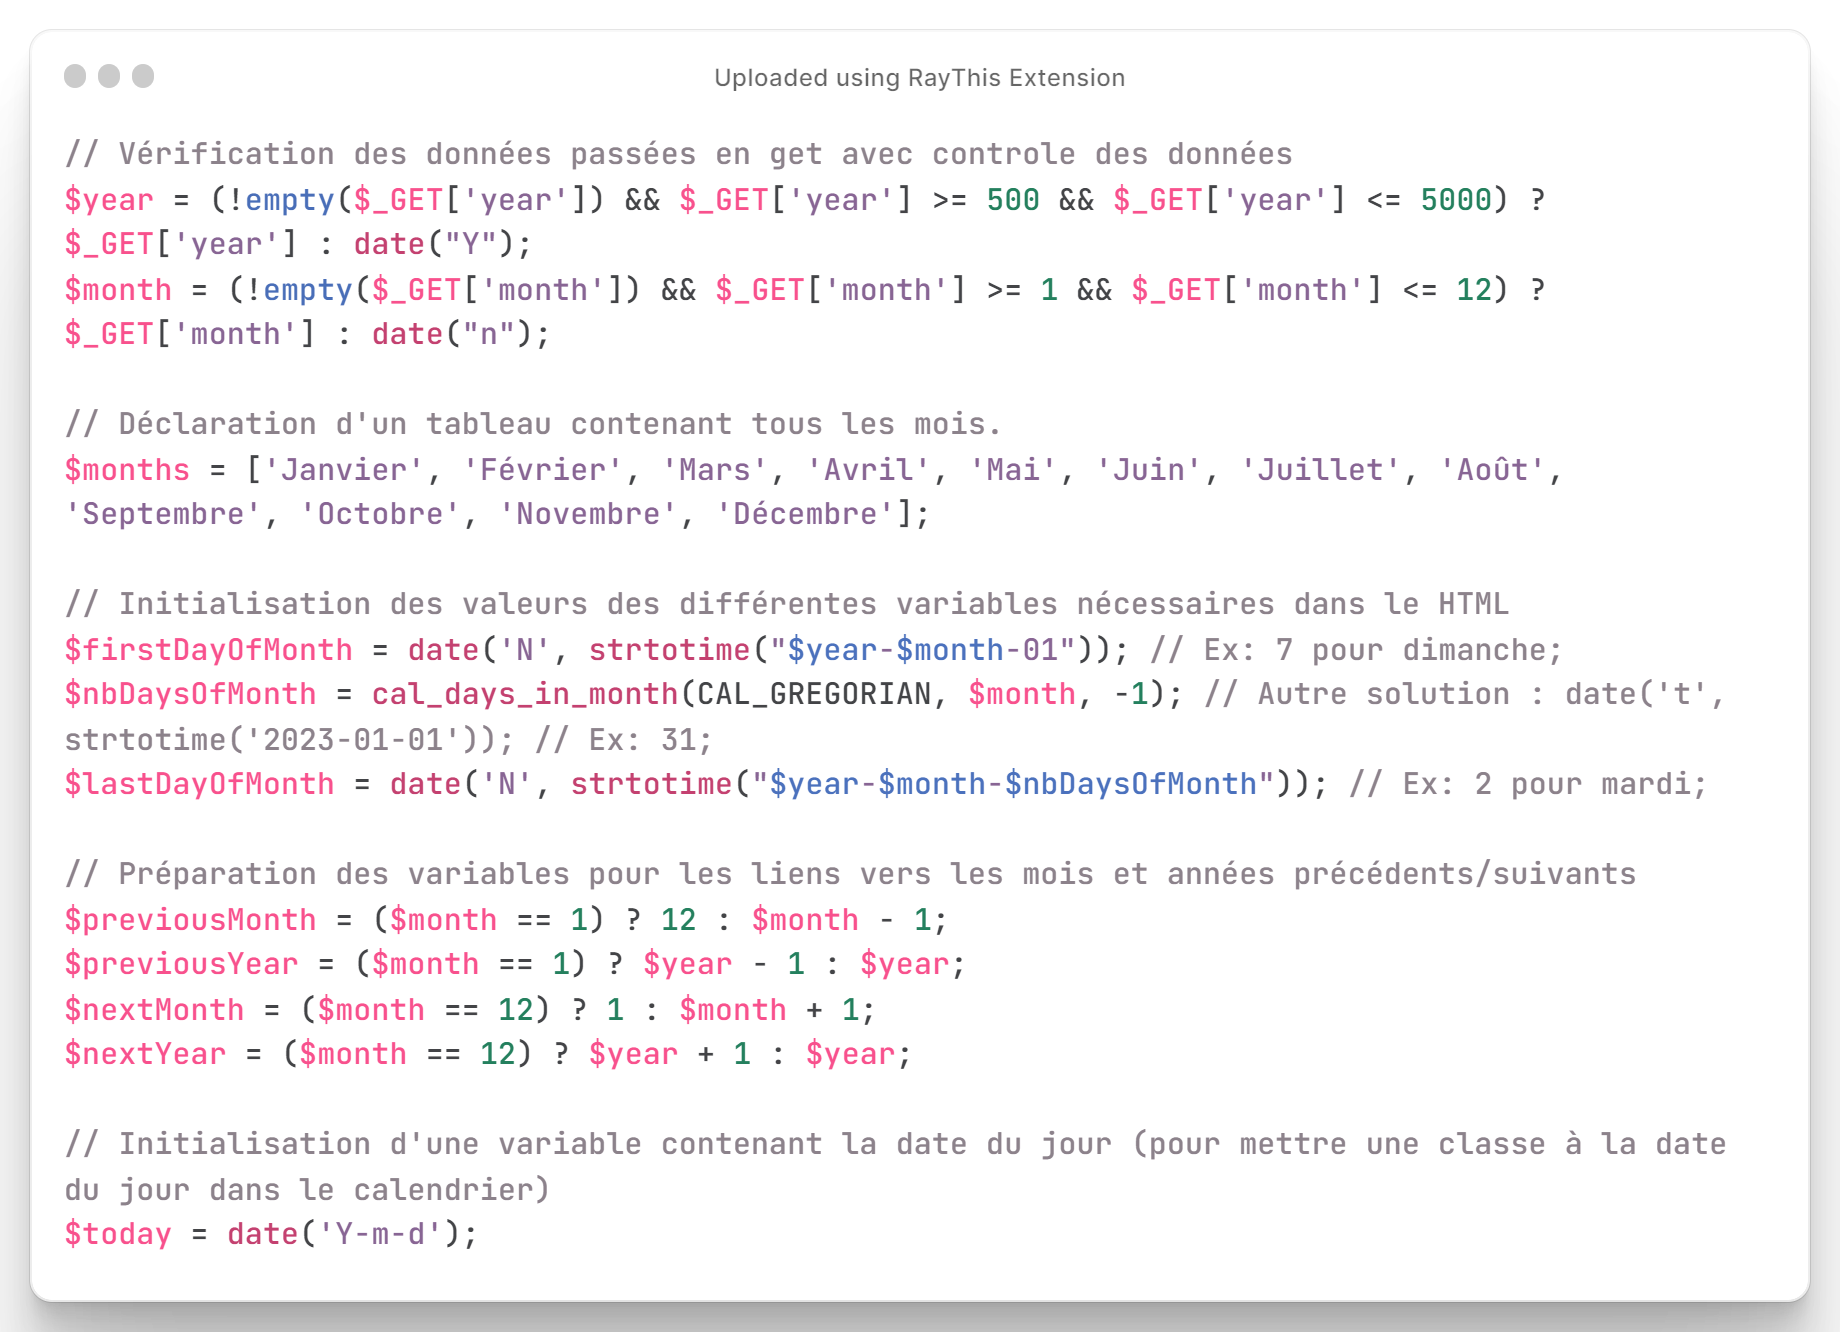 Uploaded using RayThis Extension
// Vérification des données passées en get avec controle des données
$year = (!empty($_GET['year']) && $_GET['year'] >= 500 && $_GET['year'] <= 5000) ?
$_GET['year'] : date("Y");
$month = (!empty($_GET['month']) && $_GET['month'] >= 1 && $_GET['month'] <= 12) ?
$_GET['month'] : date("n");
// Déclaration d'un tableau contenant tous les mois.
$months = ['Janvier', 'Février', 'Mars', 'Avril', 'Mai', 'Juin', 'Juillet', 'Août',
'Septembre', 'Octobre', 'Novembre', 'Décembre'];
// Initialisation des valeurs des différentes variables nécessaires dans le HTML
$firstDayOfMonth = date('N', strtotime("$year-$month-01")); // Ex: 7 pour dimanche;
$nbDaysOfMonth = cal_days_in_month(CAL_GREGORIAN, $month, -1); // Autre solution : date('t',
strtotime('2023-01-01')); // Ex: 31;
$lastDayOfMonth = date('N', strtotime("$year-$month-$nbDaysOfMonth")); // Ex: 2 pour mardi;
// Préparation des variables pour les liens vers les mois et années précédents/suivants
$previousMonth = ($month == 1) ? 12 : $month - 1;
$previousYear = ($month == 1) ? $year - 1 : $year;
$nextMonth = ($month == 12) ? 1 : $month + 1;
$nextYear = ($month == 12) ? $year + 1 : $year;
// Initialisation d'une variable contenant la date du jour (pour mettre une classe à la date
du jour dans le calendrier)
$today = date('Y-m-d');